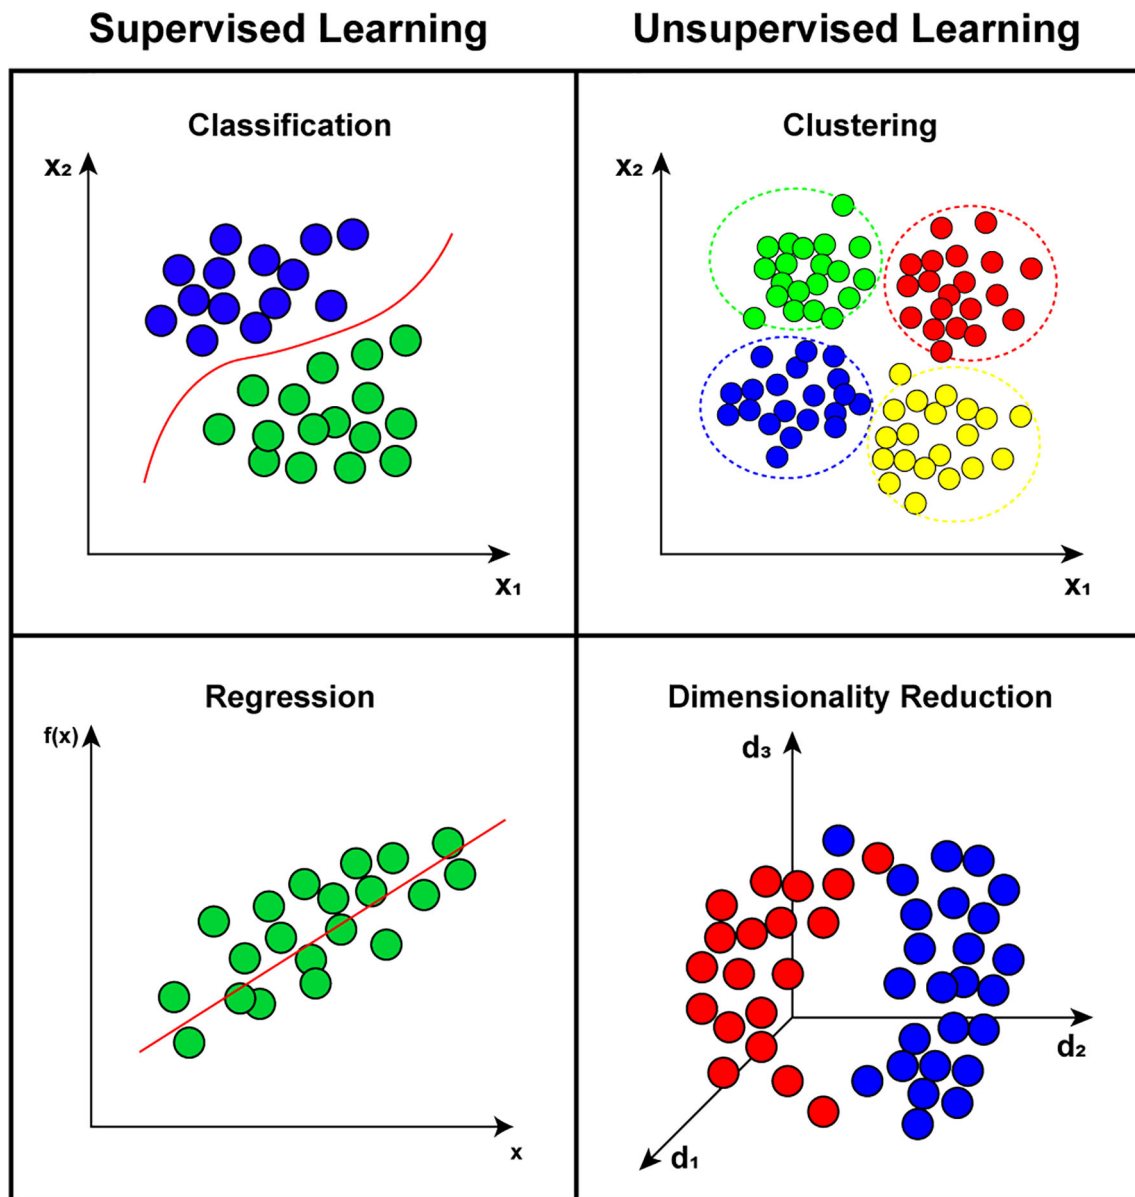 Supervised Learning
Unsupervised Learning
Classification
x₂
x₁
Clustering
x₂
x₁
Regression
f(x)
x
Dimensionality Reduction
d₃
d₂
d₁